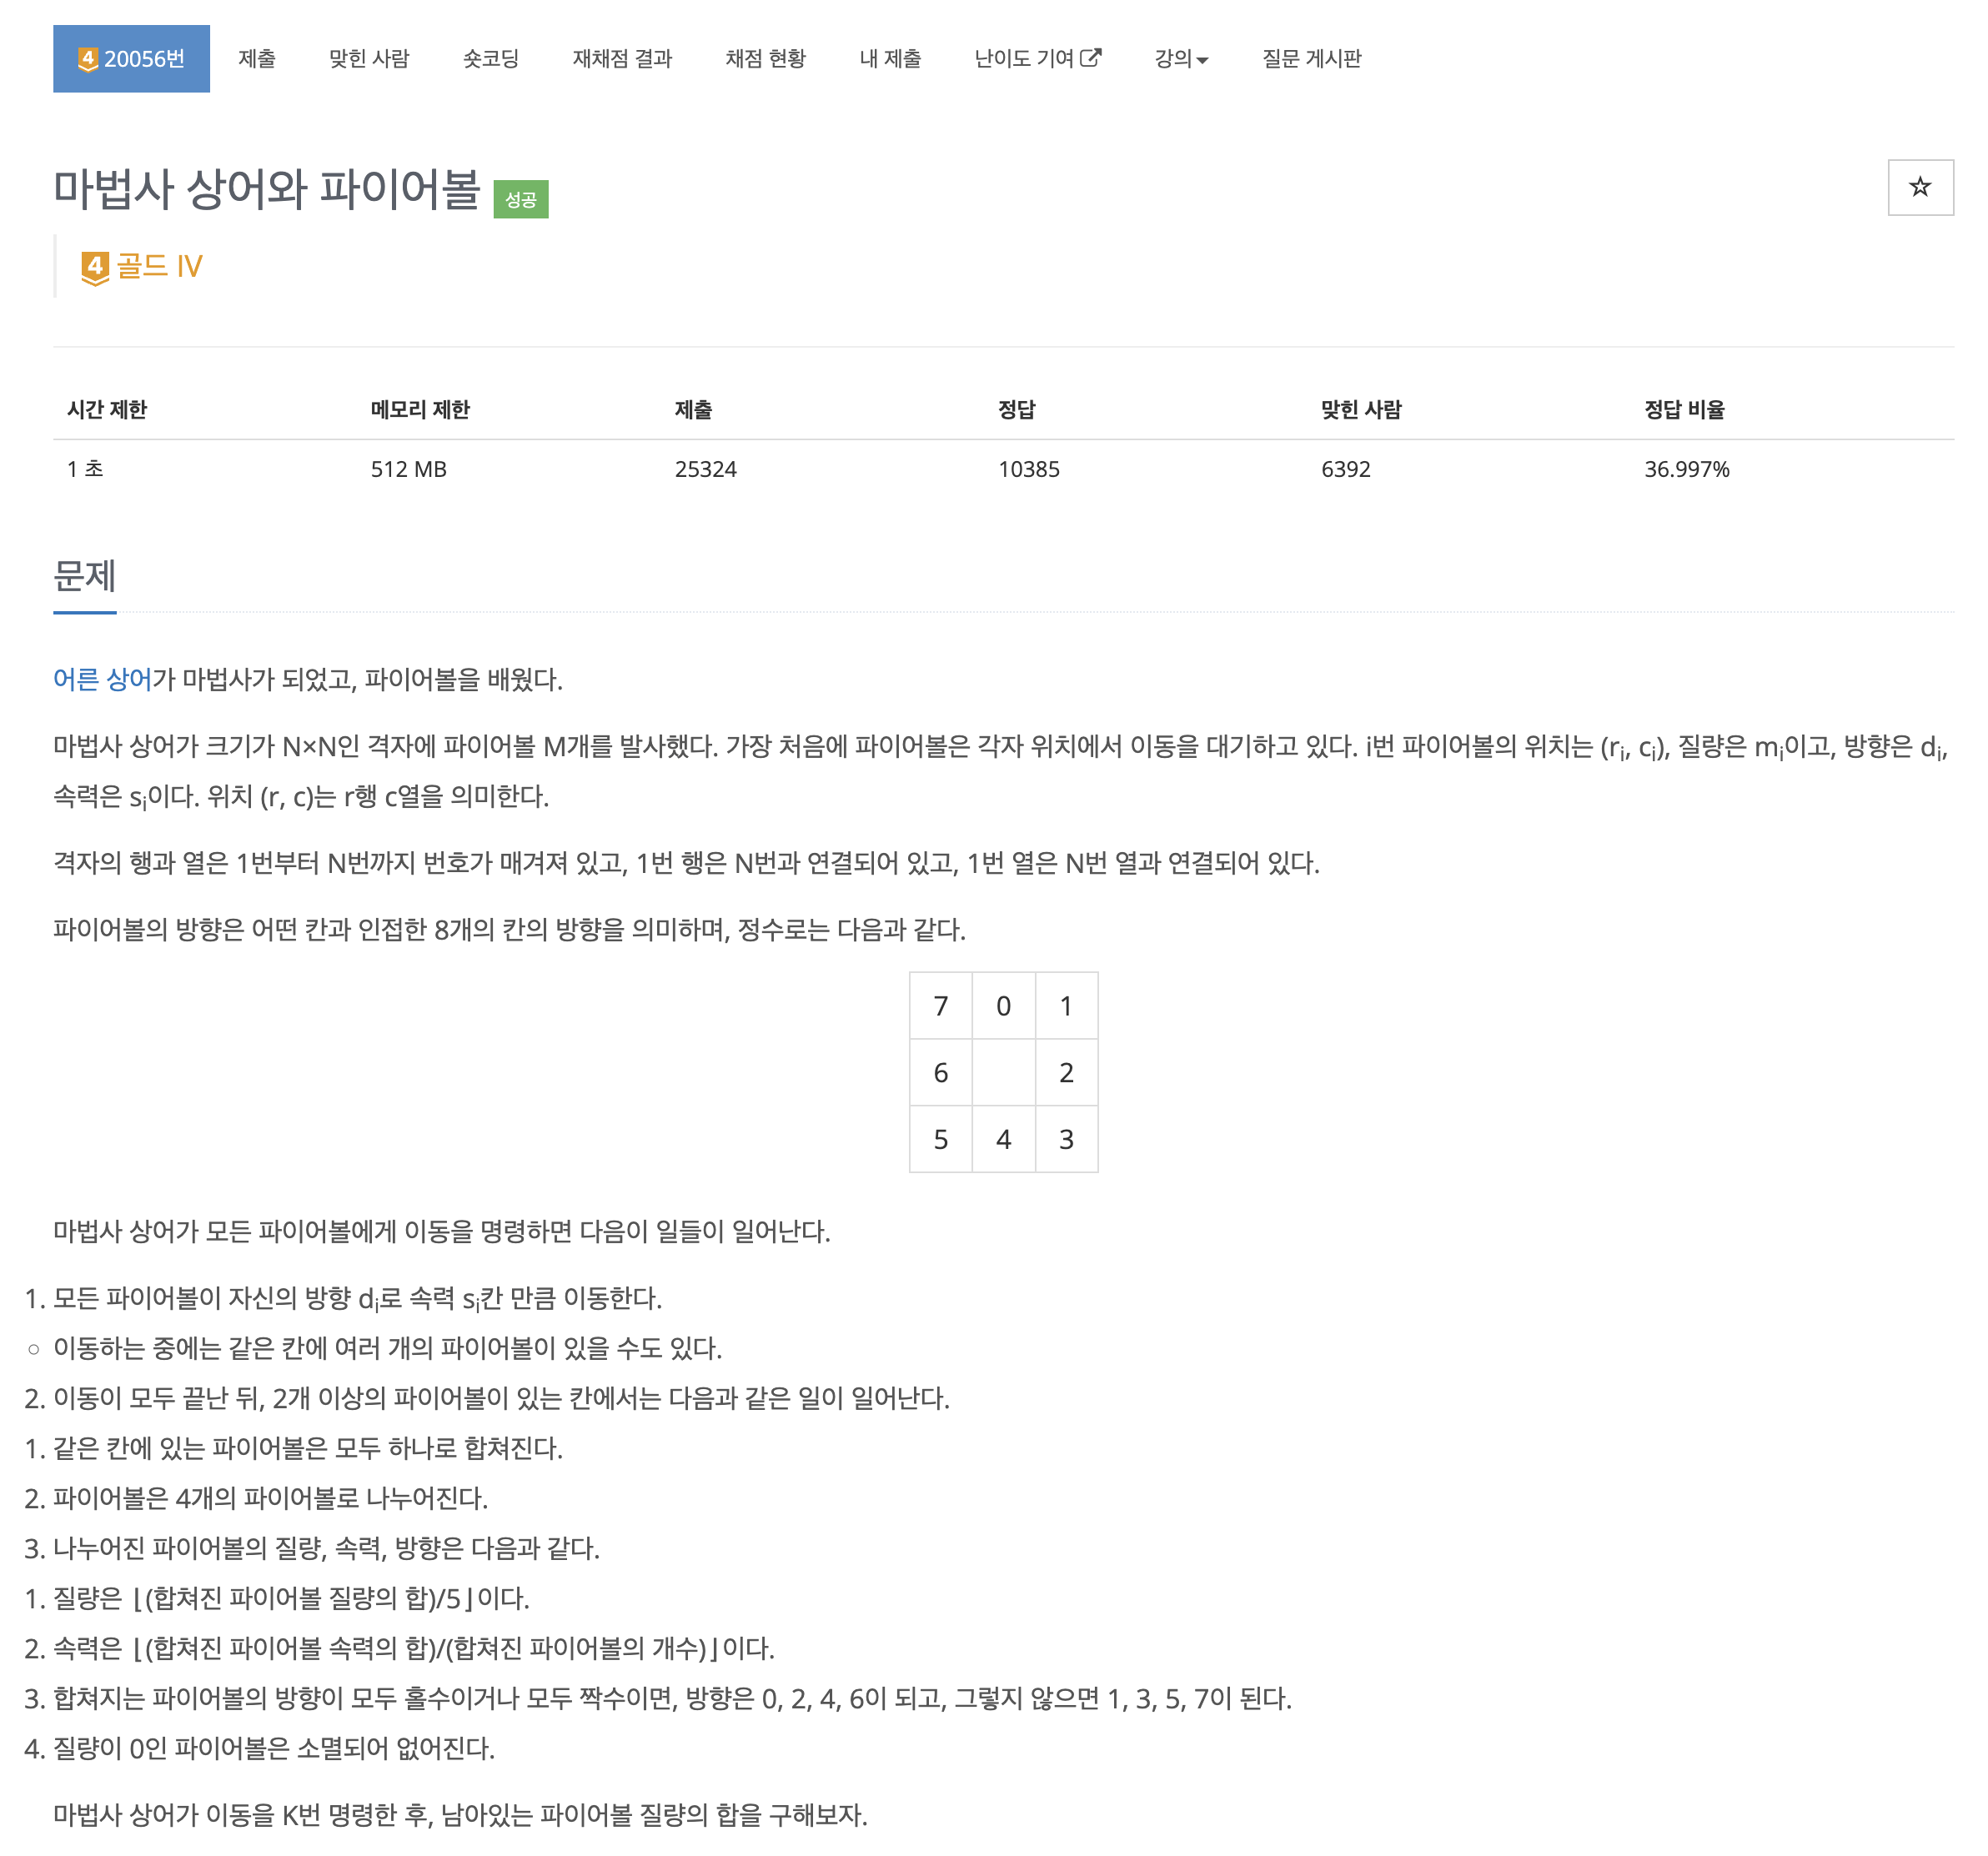 4 20056번 제출 맞힌 사람 숏코딩 재채점 결과 채점 현황 내 제출 난이도 기여 강의 질문 게시판
마법사 상어와 파이어볼 성공
4 골드 IV
시간 제한 메모리 제한 제출 정답 맞힌 사람 정답 비율
1 초 512 MB 25324 10385 6392 36.997%
문제
어른 상어가 마법사가 되었고, 파이어볼을 배웠다.
마법사 상어가 크기가 N×N인 격자에 파이어볼 M개를 발사했다. 가장 처음에 파이어볼은 각자 위치에서 이동을 대기하고 있다. i번 파이어볼의 위치는 (ri, ci), 질량은 mi이고, 방향은 di,
속력은 si이다. 위치 (r, c)는 r행 c열을 의미한다.
격자의 행과 열은 1번부터 N번까지 번호가 매겨져 있고, 1번 행은 N번과 연결되어 있고, 1번 열은 N번 열과 연결되어 있다.
파이어볼의 방향은 어떤 칸과 인접한 8개의 칸의 방향을 의미하며, 정수로는 다음과 같다.
7 0 1
6 2
5 4 3
마법사 상어가 모든 파이어볼에게 이동을 명령하면 다음이 일들이 일어난다.
1. 모든 파이어볼이 자신의 방향 di로 속력 si칸 만큼 이동한다.
○ 이동하는 중에는 같은 칸에 여러 개의 파이어볼이 있을 수도 있다.
2. 이동이 모두 끝난 뒤, 2개 이상의 파이어볼이 있는 칸에서는 다음과 같은 일이 일어난다.
1. 같은 칸에 있는 파이어볼은 모두 하나로 합쳐진다.
2. 파이어볼은 4개의 파이어볼로 나누어진다.
3. 나누어진 파이어볼의 질량, 속력, 방향은 다음과 같다.
1. 질량은 ⌊(합쳐진 파이어볼 질량의 합)/5⌋이다.
2. 속력은 ⌊(합쳐진 파이어볼 속력의 합)/(합쳐진 파이어볼의 개수)⌋이다.
3. 합쳐지는 파이어볼의 방향이 모두 홀수이거나 모두 짝수이면, 방향은 0, 2, 4, 6이 되고, 그렇지 않으면 1, 3, 5, 7이 된다.
4. 질량이 0인 파이어볼은 소멸되어 없어진다.
마법사 상어가 이동을 K번 명령한 후, 남아있는 파이어볼 질량의 합을 구해보자.